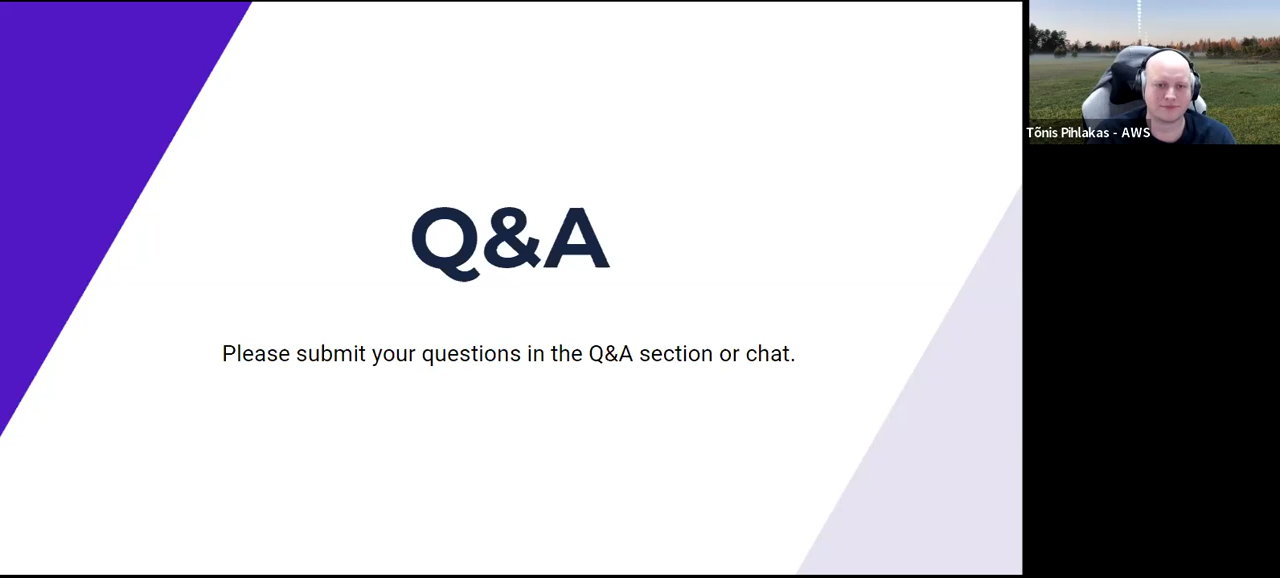 Q&A
Please submit your questions in the Q&A section or chat.
Tõnis Pihlakas - AWS